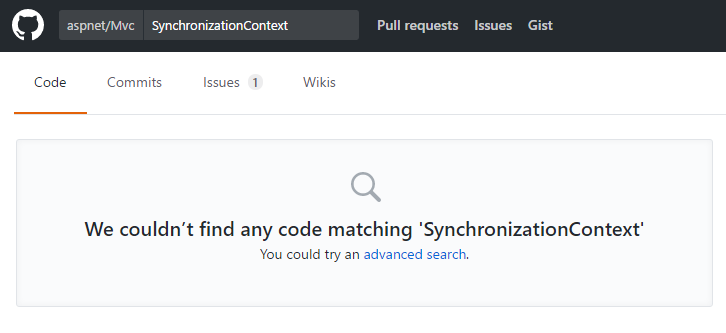 aspnet/Mvc SynchronizationContext Pull requests Issues Gist
Code Commits Issues 1 Wikis
We couldn’t find any code matching 'SynchronizationContext'
You could try an advanced search.